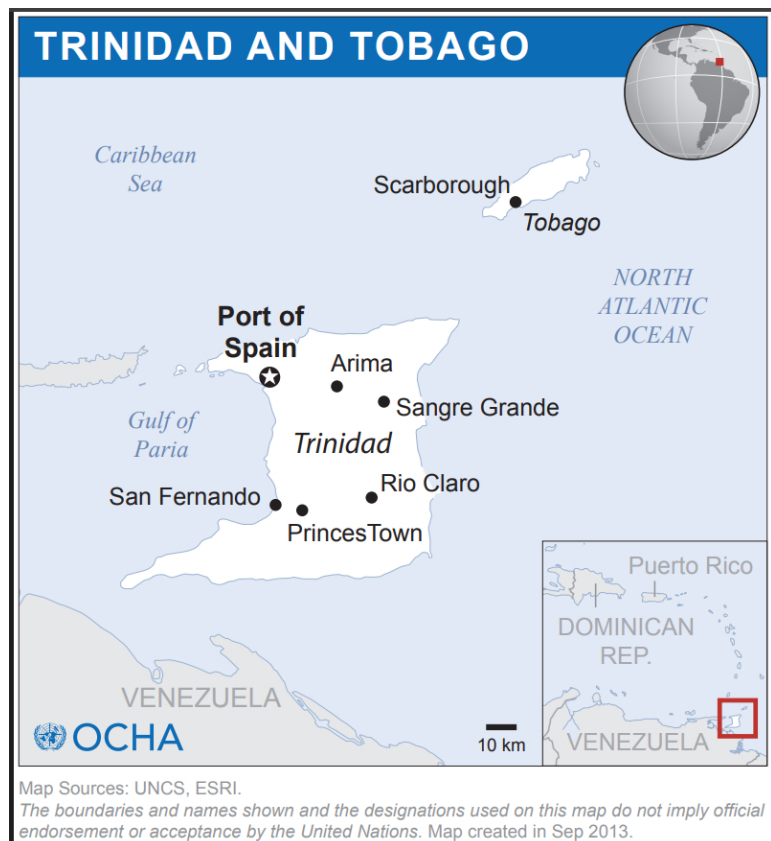 TRINIDAD AND TOBAGO
Caribbean
Sea
Scarborough
Tobago
NORTH
ATLANTIC
OCEAN
Port of
Spain
Arima
Sangre Grande
Gulf of
Paria
Trinidad
Rio Claro
San Fernando
PrincesTown
Puerto Rico
DOMINICAN
REP.
VENEZUELA
OCHA
10 km
VENEZUELA
Map Sources: UNCS, ESRI.
The boundaries and names shown and the designations used on this map do not imply official
endorsement or acceptance by the United Nations. Map created in Sep 2013.